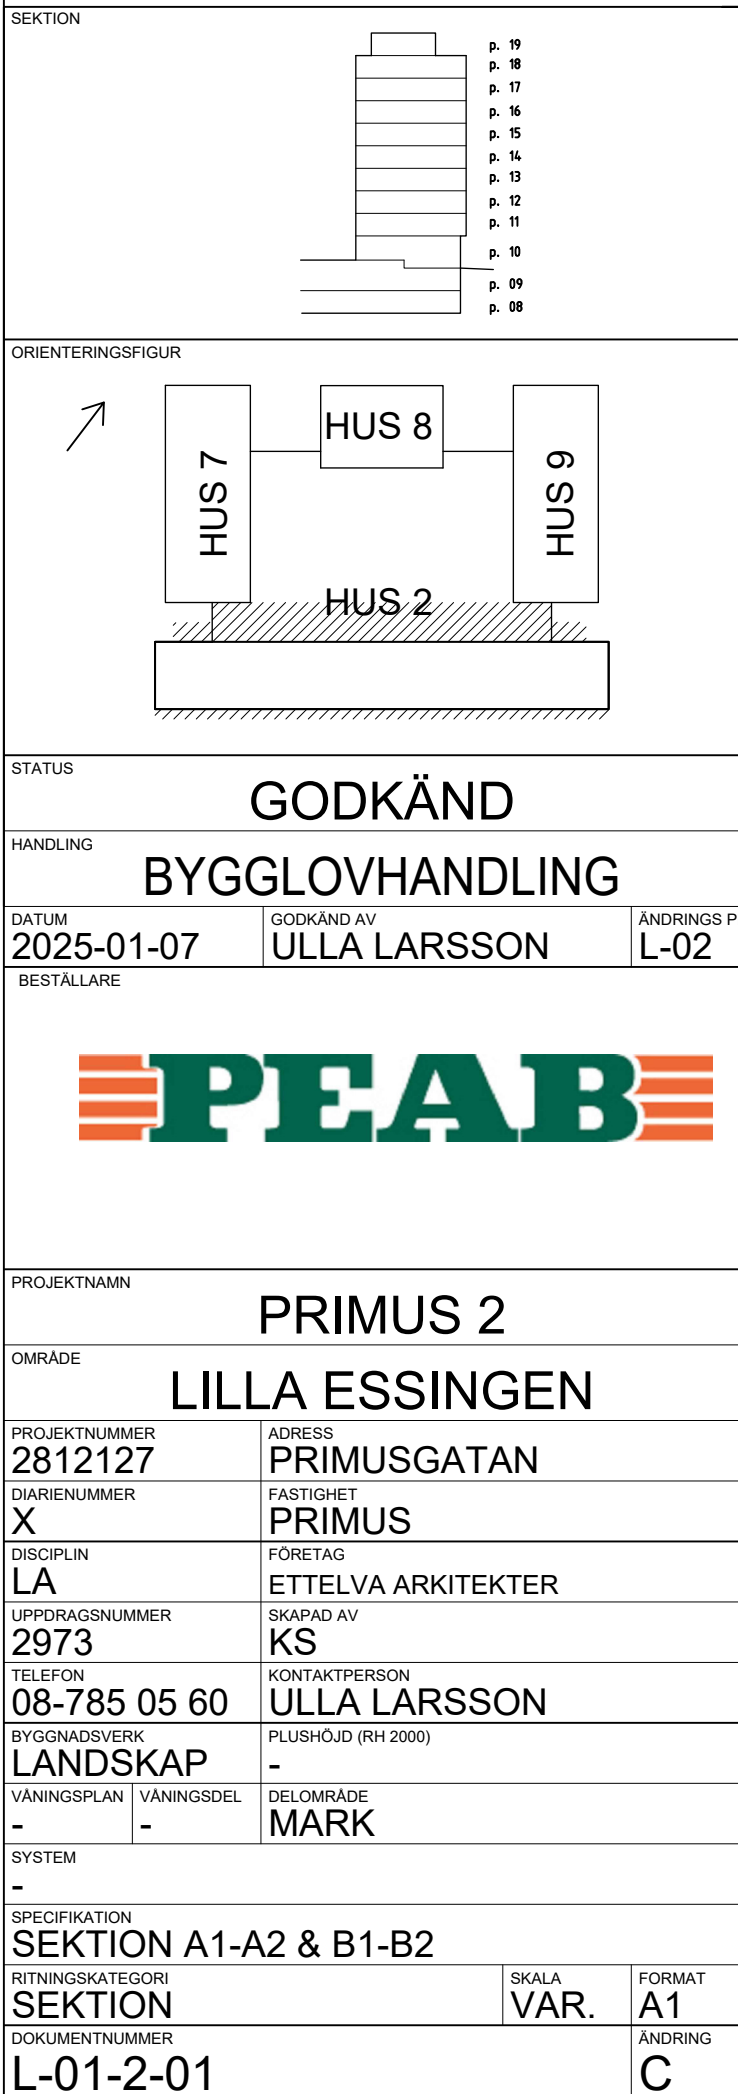 SEKTION
p. 19
p. 18
p. 17
p. 16
p. 15
p. 14
p. 13
p. 12
p. 11
p. 10
p. 09
p. 08
ORIENTERINGSFIGUR
HUS 7
HUS 8
HUS 9
HUS 2
STATUS
GODKÄND
HANDLING
BYGGLOVHANDLING
DATUM GODKÄND AV ÄNDRINGS P
2025-01-07 ULLA LARSSON L-02
BESTÄLLARE
PEAB
PROJEKTNAMN
PRIMUS 2
OMRÅDE
LILLA ESSINGEN
PROJEKTNUMMER ADRESS
2812127 PRIMUSGATAN
DIARIENUMMER FASTIGHET
X PRIMUS
DISCIPLIN FÖRETAG
LA ETTELVA ARKITEKTER
UPPDRAGSNUMMER SKAPAD AV
2973 KS
TELEFON KONTAKTPERSON
08-785 05 60 ULLA LARSSON
BYGGNADSVERK PLUSHÖJD (RH 2000)
LANDSKAP -
VÅNINGSPLAN VÅNINGSDEL DELOMRÅDE
- - MARK
SYSTEM
-
SPECIFIKATION
SEKTION A1-A2 & B1-B2
RITNINGSKATEGORI SKALA FORMAT
SEKTION VAR. A1
DOKUMENTNUMMER ÄNDRING
L-01-2-01 C